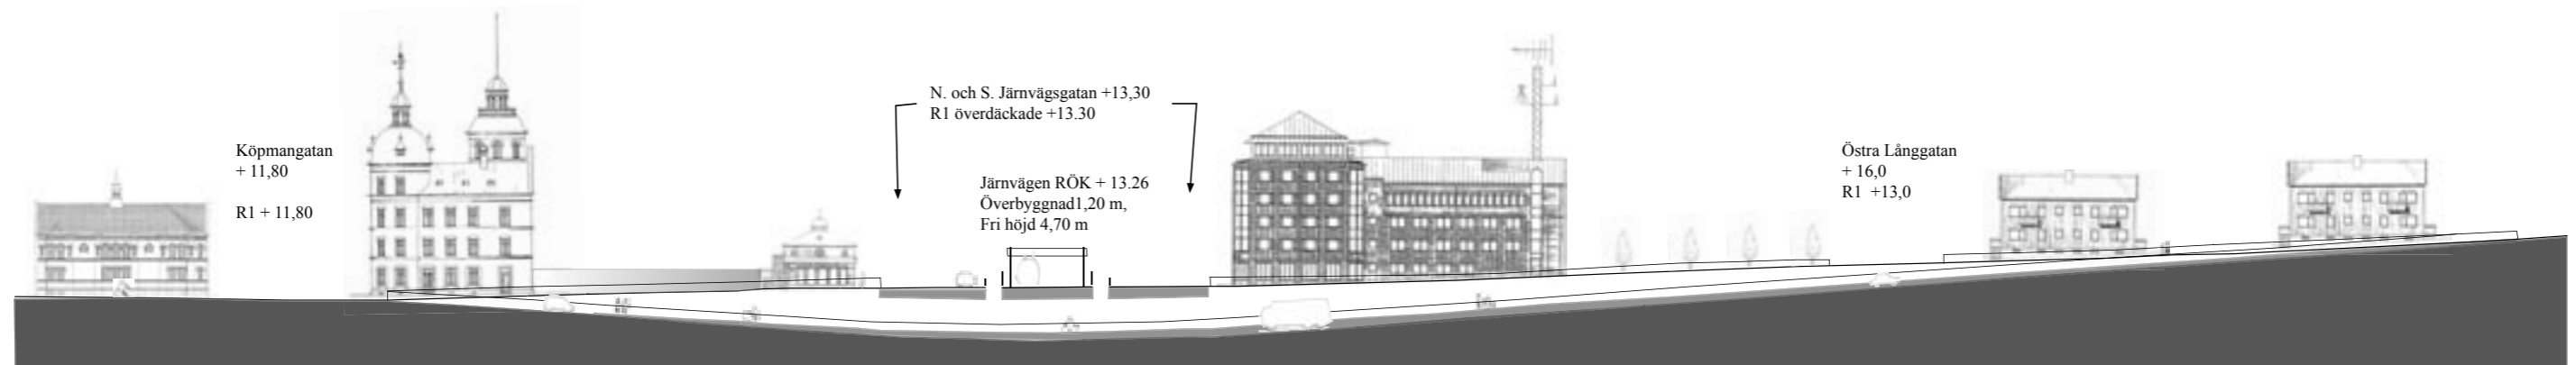 Köpmangatan
+ 11,80
R1 + 11,80
N. och S. Järnvägsgatan +13,30
R1 överdäckade +13.30
Järnvägen RÖK + 13.26
Överbyggnad1,20 m,
Fri höjd 4,70 m
Östra Långgatan
+ 16,0
R1 +13,0